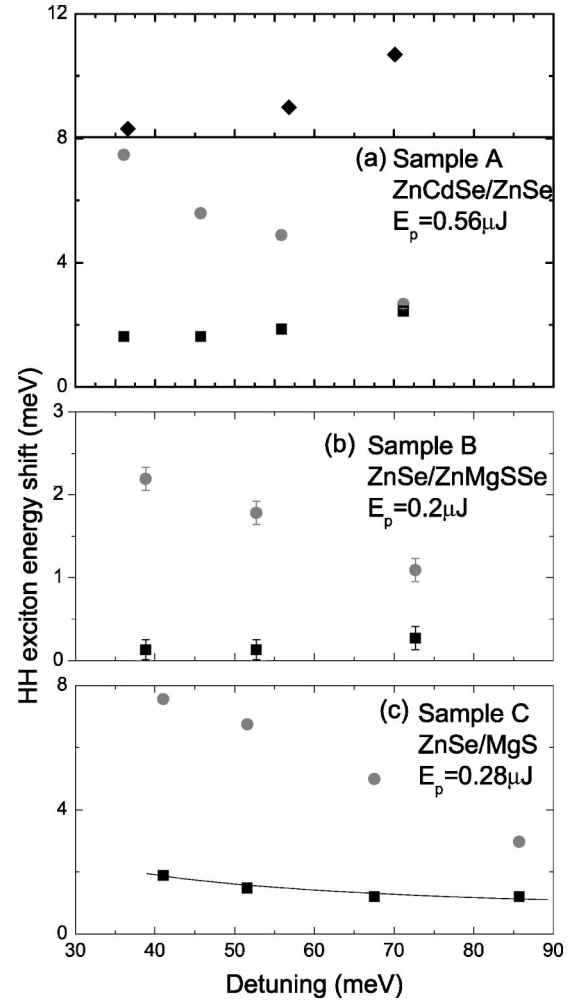 12
8
(a) Sample A
ZnCdSe/ZnSe
E_p=0.56μJ
4
0
HH exciton energy shift (meV)
3
(b) Sample B
ZnSe/ZnMgSSe
E_p=0.2μJ
2
1
0
8
(c) Sample C
ZnSe/MgS
E_p=0.28μJ
4
0
30 40 50 60 70 80 90
Detuning (meV)